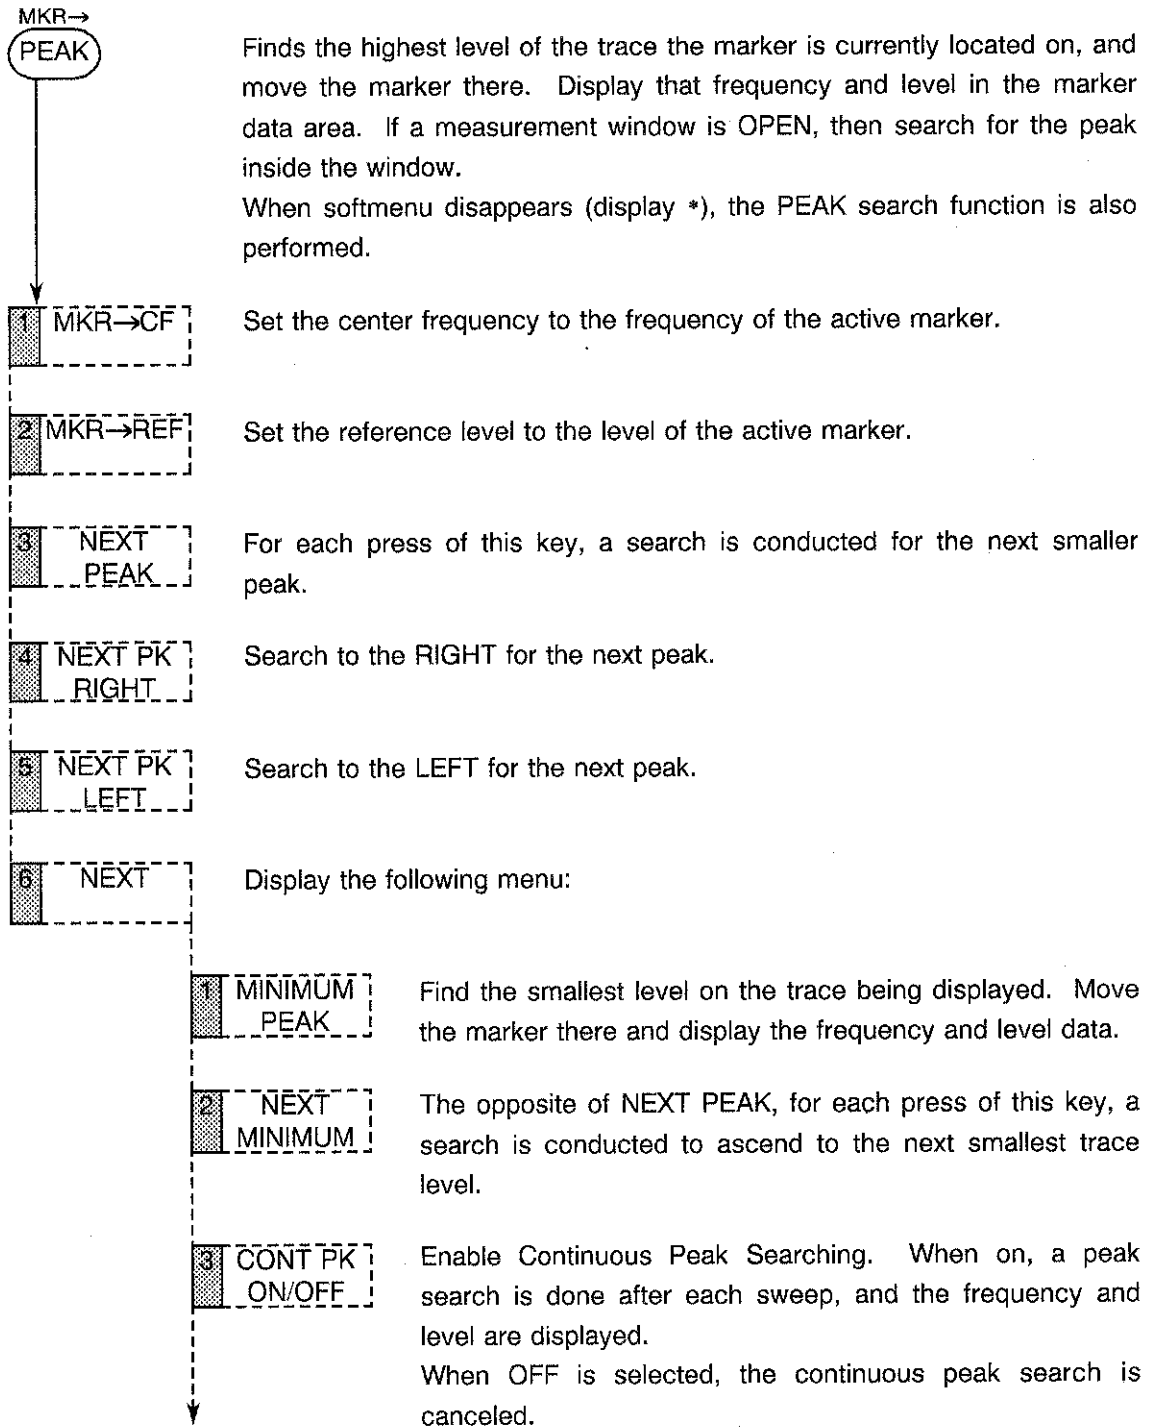 MKR→
PEAK
Finds the highest level of the trace the marker is currently located on, and
move the marker there. Display that frequency and level in the marker
data area. If a measurement window is OPEN, then search for the peak
inside the window.
When softmenu disappears (display *), the PEAK search function is also
performed.
1 MKR→CF
Set the center frequency to the frequency of the active marker.
2 MKR→REF
Set the reference level to the level of the active marker.
3 NEXT
PEAK
For each press of this key, a search is conducted for the next smaller
peak.
4 NEXT PK
RIGHT
Search to the RIGHT for the next peak.
5 NEXT PK
LEFT
Search to the LEFT for the next peak.
6 NEXT
Display the following menu:
1 MINIMUM
PEAK
Find the smallest level on the trace being displayed. Move
the marker there and display the frequency and level data.
2 NEXT
MINIMUM
The opposite of NEXT PEAK, for each press of this key, a
search is conducted to ascend to the next smallest trace
level.
3 CONT PK
ON/OFF
Enable Continuous Peak Searching. When on, a peak
search is done after each sweep, and the frequency and
level are displayed.
When OFF is selected, the continuous peak search is
canceled.